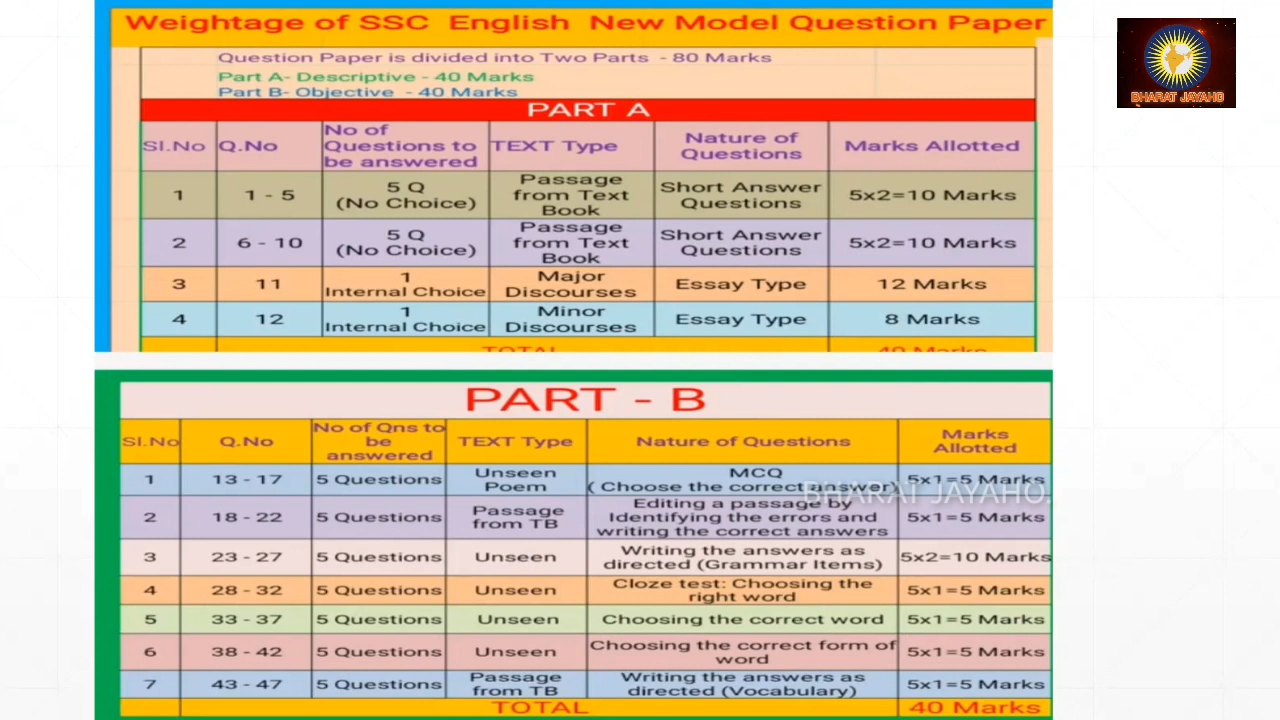 Weightage of SSC English New Model Question Paper
BHARAT JAYAHO
Question Paper is divided into Two Parts - 80 Marks
Part A- Descriptive - 40 Marks
Part B- Objective - 40 Marks
PART A
Sl.No Q.No No of Questions to be answered TEXT Type Nature of Questions Marks Allotted
1 1 - 5 5 Q (No Choice) Passage from Text Book Short Answer Questions 5x2=10 Marks
2 6 - 10 5 Q (No Choice) Passage from Text Book Short Answer Questions 5x2=10 Marks
3 11 1 Internal Choice Major Discourses Essay Type 12 Marks
4 12 1 Internal Choice Minor Discourses Essay Type 8 Marks
TOTAL 40 Marks
PART - B
Sl.No Q.No No of Qns to be answered TEXT Type Nature of Questions Marks Allotted
1 13 - 17 5 Questions Unseen Poem MCQ ( Choose the correct answer) 5x1=5 Marks
BHARAT JAYAHO.
2 18 - 22 5 Questions Passage from TB Editing a passage by Identifying the errors and writing the correct answers 5x1=5 Marks
3 23 - 27 5 Questions Unseen Writing the answers as directed (Grammar Items) 5x2=10 Marks
4 28 - 32 5 Questions Unseen Cloze test: Choosing the right word 5x1=5 Marks
5 33 - 37 5 Questions Unseen Choosing the correct word 5x1=5 Marks
6 38 - 42 5 Questions Unseen Choosing the correct form of word 5x1=5 Marks
7 43 - 47 5 Questions Passage from TB Writing the answers as directed (Vocabulary) 5x1=5 Marks
TOTAL 40 Marks